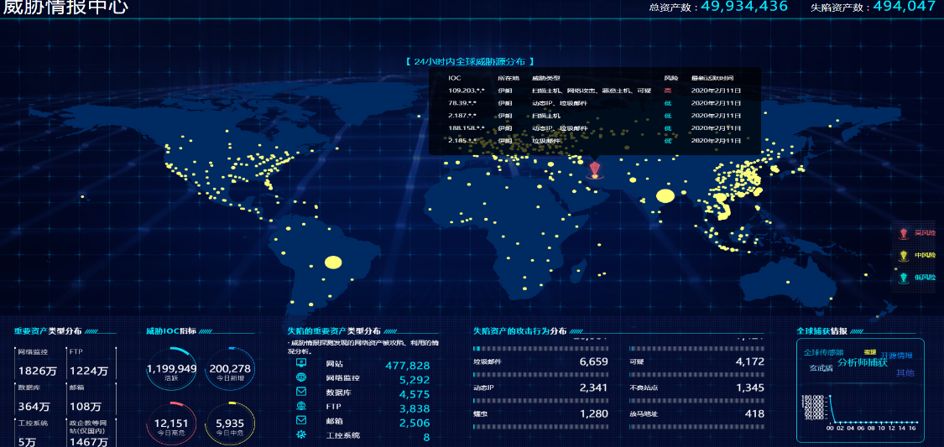 威胁情报中心
总资产数：49,934,436 失陷资产数：494,047
【 24小时内全球威胁源分布 】
IOC 所在地 威胁类型 风险 最新活跃时间
109.203.*.* 伊朗 扫描主机、网络攻击、恶意主机、可疑 高 2020年2月11日
78.39.*.* 伊朗 动态IP、垃圾邮件 低 2020年2月11日
2.187.*.* 伊朗 扫描主机 低 2020年2月11日
188.158.*.* 伊朗 动态IP、垃圾邮件 低 2020年2月11日
2.185.*.* 伊朗 垃圾邮件 低 2020年2月11日
高风险
中风险
低风险
重要资产类型分布
网络监控 FTP
1826万 1224万
数据库 邮箱
364万 108万
工控系统 政企教等网站(仅国内)
5万 1467万
威胁IOC指标
1,199,949 200,278
活跃 今日新增
12,151 5,935
今日高危 今日中危
失陷的重要资产类型分布
· 威胁情报探测发现的网络资产被攻陷、利用的情
况分析。
网站 477,828
网络监控 5,292
数据库 4,575
FTP 3,838
邮箱 2,506
工控系统 8
失陷资产的攻击行为分布
垃圾邮件 6,659 可疑 4,172
动态IP 2,341 不良站点 1,345
蠕虫 1,280 放马地址 418
全球捕获情报
全球传感器 蜜罐 开源情报
玄武盾 分析师捕获 其他
00 02 04 06 08 10 12 14 16